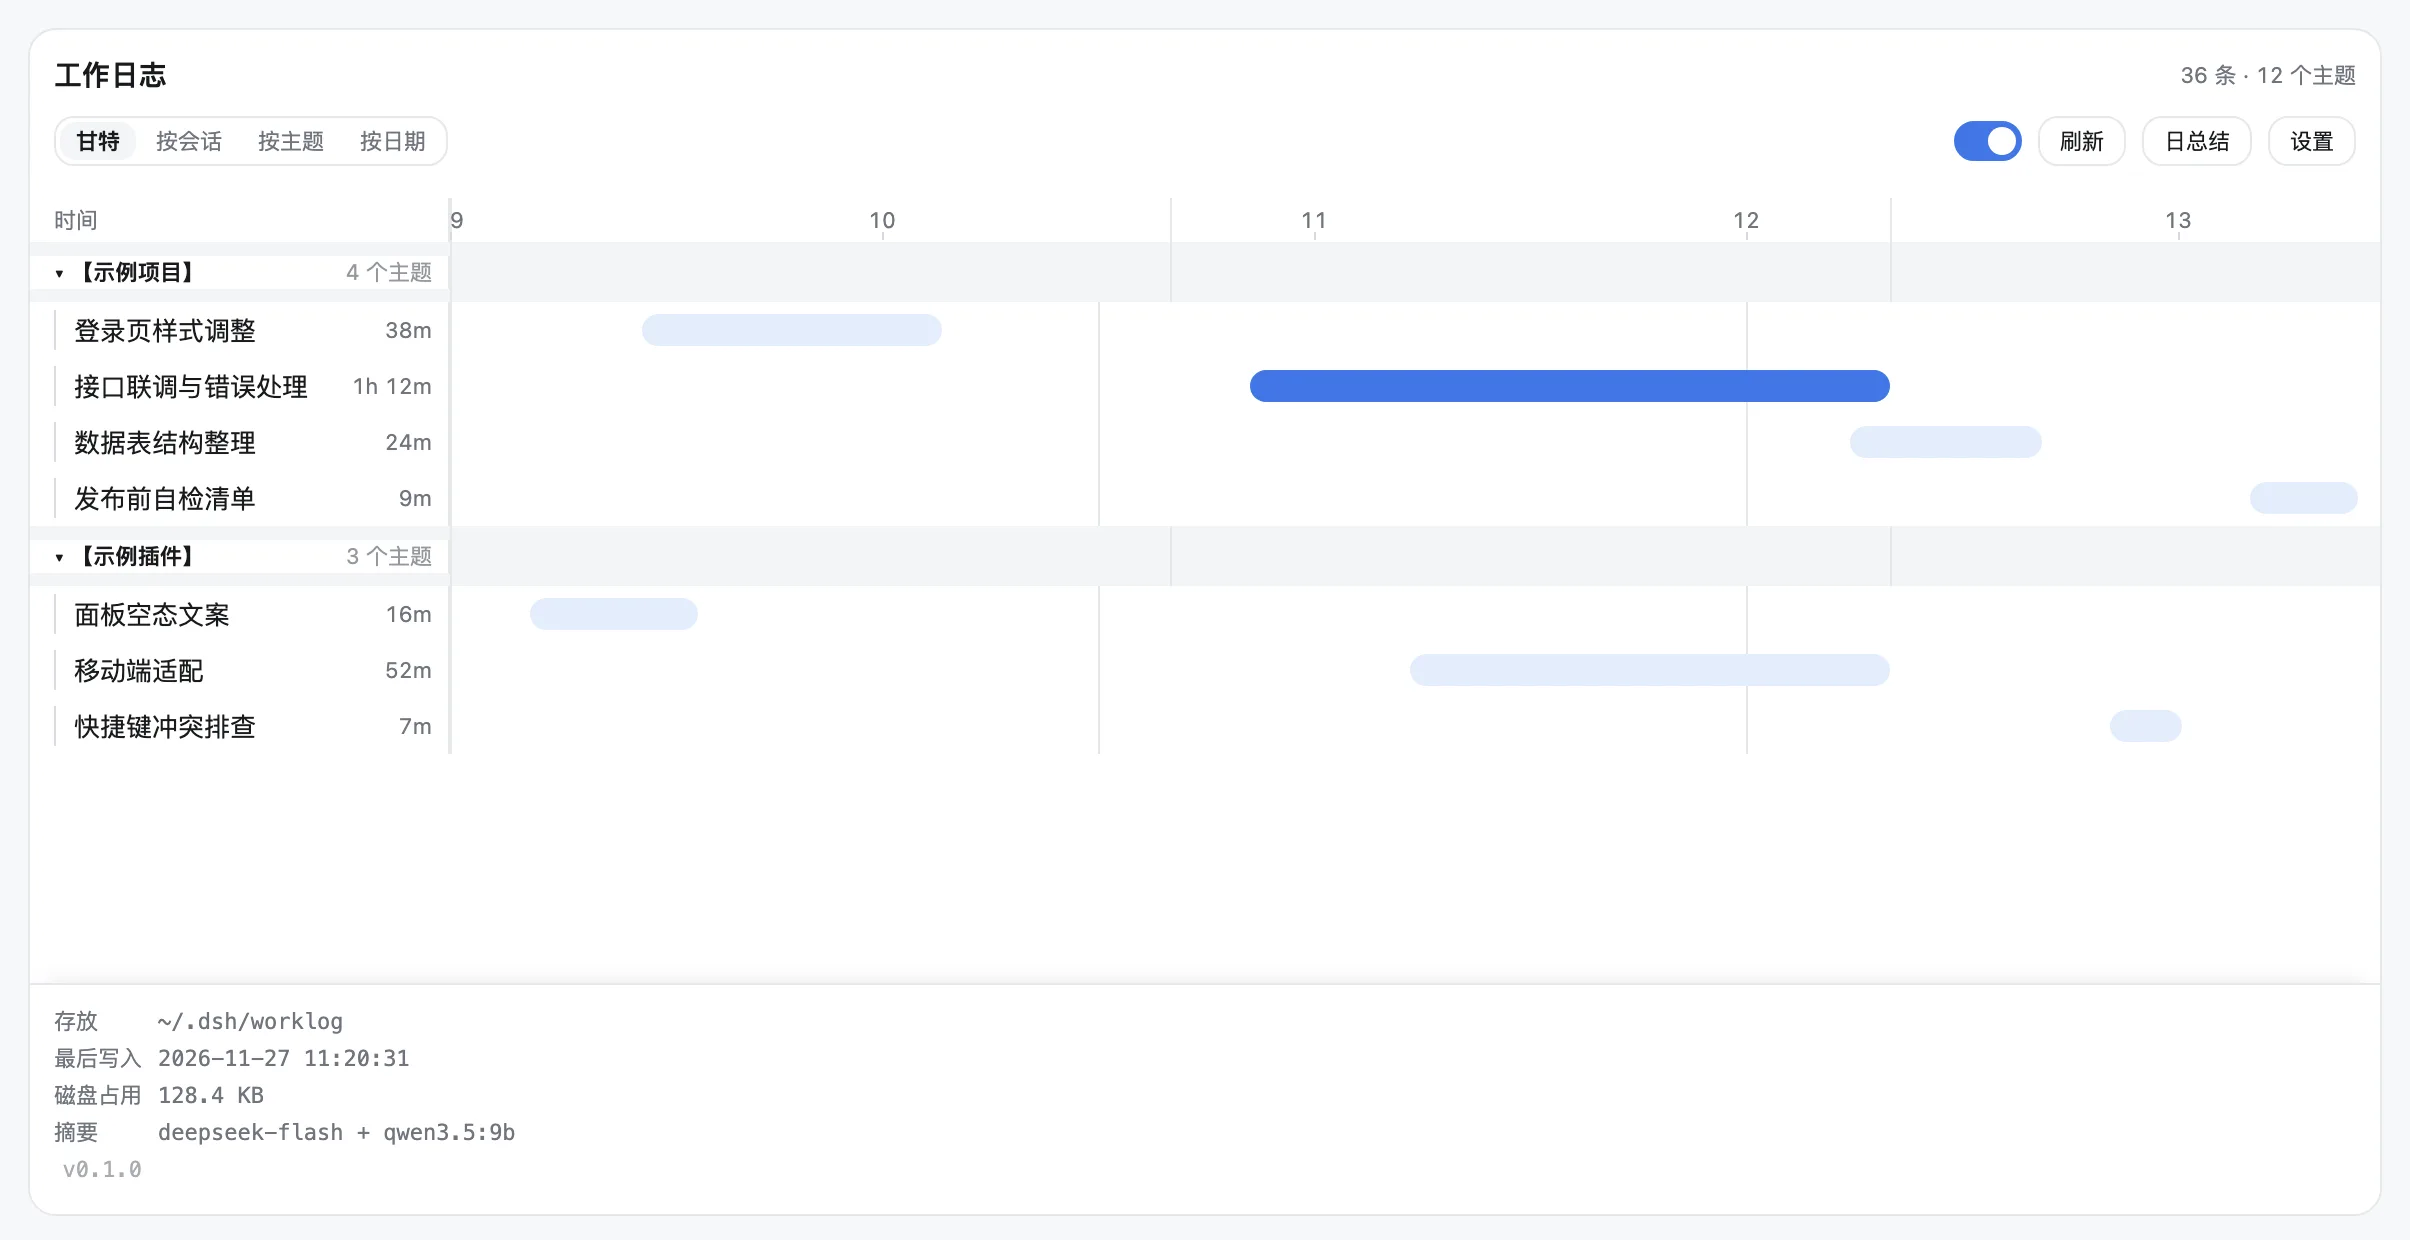 工作日志
36 条 · 12 个主题
甘特 按会话 按主题 按日期
刷新 日总结 设置
时间 9 10 11 12 13
▾ 【示例项目】 4 个主题
登录页样式调整 38m
接口联调与错误处理 1h 12m
数据表结构整理 24m
发布前自检清单 9m
▾ 【示例插件】 3 个主题
面板空态文案 16m
移动端适配 52m
快捷键冲突排查 7m
存放 ~/.dsh/worklog
最后写入 2026-11-27 11:20:31
磁盘占用 128.4 KB
摘要 deepseek-flash + qwen3.5:9b
v0.1.0